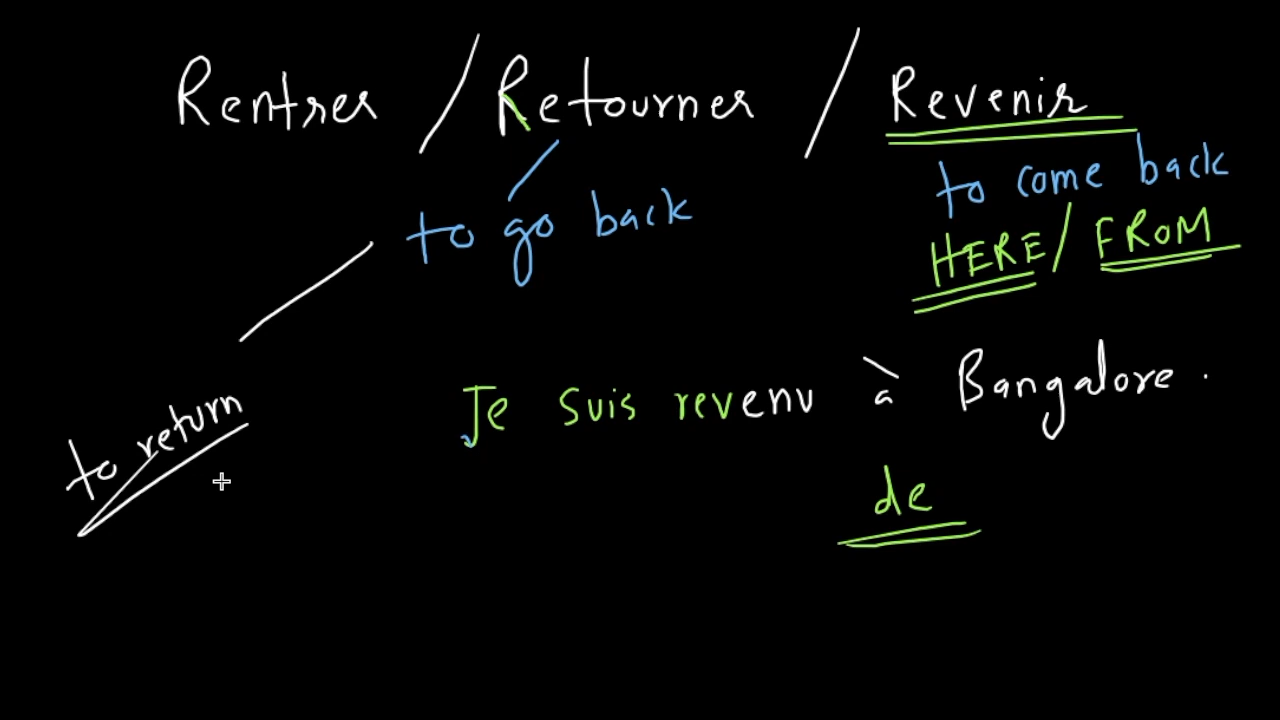 Rentrer / Retourner / Revenir
to go back
to come back
HERE / FROM
to return
Je suis revenu à Bangalore.
de